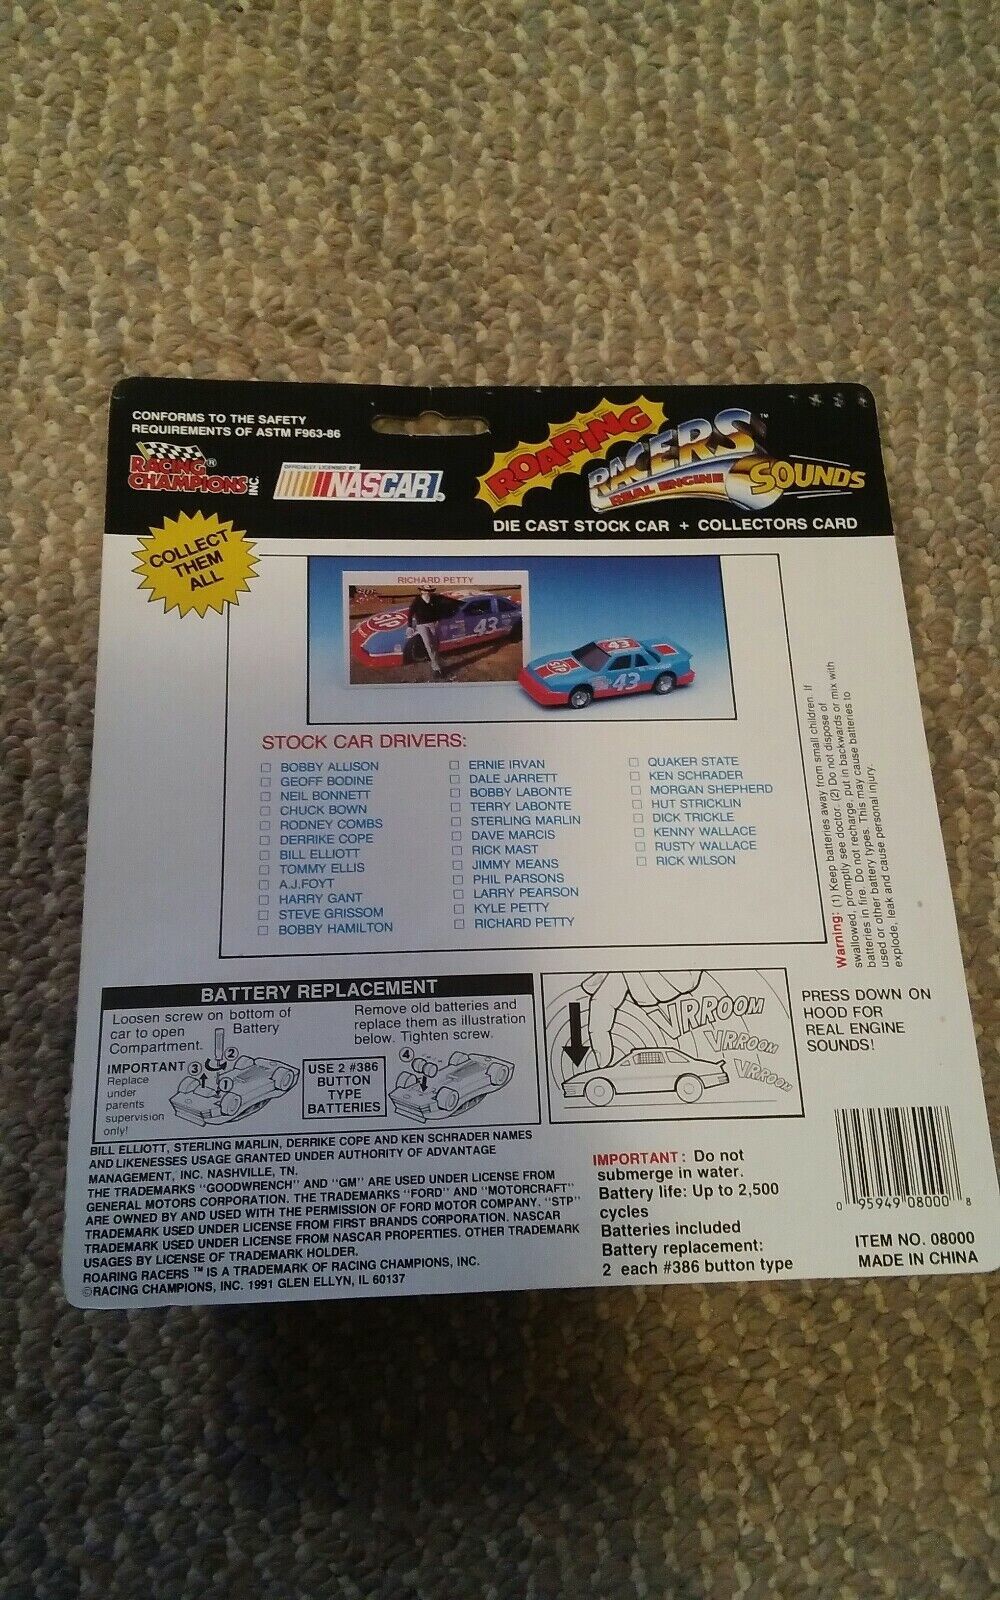 CONFORMS TO THE SAFETY
REQUIREMENTS OF ASTM F963-86
RACING®
CHAMPIONS INC.
OFFICIALLY LICENSED BY
NASCAR®
ROARING
RACERS™
REAL ENGINE
SOUNDS
DIE CAST STOCK CAR + COLLECTORS CARD
COLLECT
THEM
ALL
RICHARD PETTY
STP
43
43
STP
43
STOCK CAR DRIVERS:
BOBBY ALLISON
GEOFF BODINE
NEIL BONNETT
CHUCK BOWN
RODNEY COMBS
DERRIKE COPE
BILL ELLIOTT
TOMMY ELLIS
A.J.FOYT
HARRY GANT
STEVE GRISSOM
BOBBY HAMILTON
ERNIE IRVAN
DALE JARRETT
BOBBY LABONTE
TERRY LABONTE
STERLING MARLIN
DAVE MARCIS
RICK MAST
JIMMY MEANS
PHIL PARSONS
LARRY PEARSON
KYLE PETTY
RICHARD PETTY
QUAKER STATE
KEN SCHRADER
MORGAN SHEPHERD
HUT STRICKLIN
DICK TRICKLE
KENNY WALLACE
RUSTY WALLACE
RICK WILSON
Warning: (1) Keep batteries away from small children. If
swallowed, promptly see doctor. (2) Do not dispose of
batteries in fire. Do not recharge, put in backwards or mix with
used or other battery types. This may cause batteries to
explode, leak and cause personal injury.
BATTERY REPLACEMENT
Loosen screw on bottom of
car to open Battery
Compartment.
IMPORTANT
Replace
under
parents
supervision
only!
3
2
1
Remove old batteries and
replace them as illustration
below. Tighten screw.
USE 2 #386
BUTTON
TYPE
BATTERIES
4
VRROOM
VRROOM
VRROOM
PRESS DOWN ON
HOOD FOR
REAL ENGINE
SOUNDS!
BILL ELLIOTT, STERLING MARLIN, DERRIKE COPE AND KEN SCHRADER NAMES
AND LIKENESSES USAGE GRANTED UNDER AUTHORITY OF ADVANTAGE
MANAGEMENT, INC. NASHVILLE, TN.
THE TRADEMARKS "GOODWRENCH" AND "GM" ARE USED UNDER LICENSE FROM
GENERAL MOTORS CORPORATION. THE TRADEMARKS "FORD" AND "MOTORCRAFT"
ARE OWNED BY AND USED WITH THE PERMISSION OF FORD MOTOR COMPANY. "STP"
TRADEMARK USED UNDER LICENSE FROM FIRST BRANDS CORPORATION. NASCAR
TRADEMARK USED UNDER LICENSE FROM NASCAR PROPERTIES. OTHER TRADEMARK
USAGES BY LICENSE OF TRADEMARK HOLDER.
ROARING RACERS ™ IS A TRADEMARK OF RACING CHAMPIONS, INC.
©RACING CHAMPIONS, INC. 1991 GLEN ELLYN, IL 60137
IMPORTANT: Do not
submerge in water.
Battery life: Up to 2,500
cycles
Batteries included
Battery replacement:
2 each #386 button type
0 95949 08000 8
ITEM NO. 08000
MADE IN CHINA